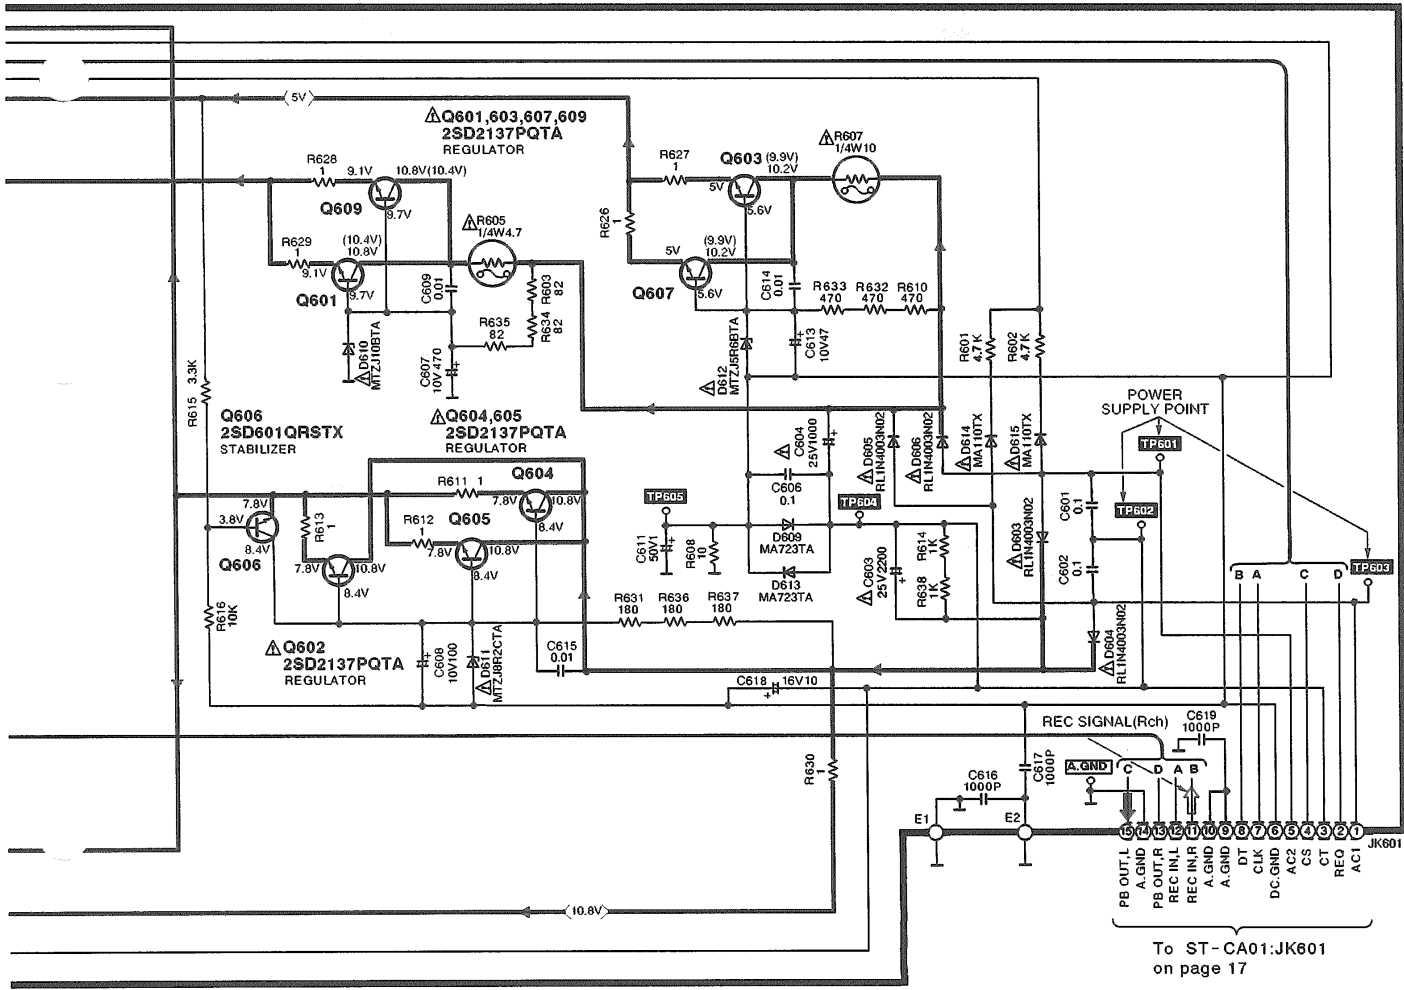 5V
Q601,603,607,609
2SD2137PQTA
REGULATOR
R628
1
9.1V
10.8V(10.4V)
Q609
9.7V
R629
1
9.1V
(10.4V)
10.8V
Q601
9.7V
R605
1/4W4.7
C609
0.01
R603
82
R634
82
R635
82
D610
MTZJ10BTA
C607
10V470
R627
1
Q603
(9.9V)
10.2V
5V
5.6V
R607
1/4W10
R626
1
5V
(9.9V)
10.2V
Q607
5.6V
C614
0.01
R633
470
R632
470
R610
470
C613
10V47
D612
MTZJ5R6BTA
R601
4.7K
R602
4.7K
R615
3.3K
Q606
2SD601QRSTX
STABILIZER
Q604,605
2SD2137PQTA
REGULATOR
C604
25V1000
D605
RL1N4003N02
D606
RL1N4003N02
D614
MA110TX
D615
MA110TX
POWER
SUPPLY POINT
TP601
TP602
TP603
C606
0.1
TP605
TP604
R611
1
Q604
7.8V
10.8V
8.4V
R612
1
Q605
7.8V
10.8V
8.4V
7.8V
3.8V
8.4V
Q606
R613
1
7.8V
10.8V
8.4V
C611
50V1
R608
10
D609
MA723TA
D613
MA723TA
C603
25V2200
R614
1K
R638
1K
D603
RL1N4003N02
C601
0.1
C602
0.1
D604
RL1N4003N02
B A C D
R616
10K
R631
180
R636
180
R637
180
Q602
2SD2137PQTA
REGULATOR
C608
10V100
D611
MTZJ8R2CTA
C615
0.01
C618
16V10
REC SIGNAL(Rch)
C619
1000P
R630
1
C616
1000P
C617
1000P
A.GND
C D A B
E1
E2
15 14 13 12 11 10 9 8 7 6 5 4 3 2 1
JK601
PB OUT,L
A.GND
PB OUT,R
REC IN,L
REC IN,R
A.GND
A.GND
DT
CLK
DC.GND
AC2
CS
CT
REQ
AC1
10.8V
To ST-CA01:JK601
on page 17